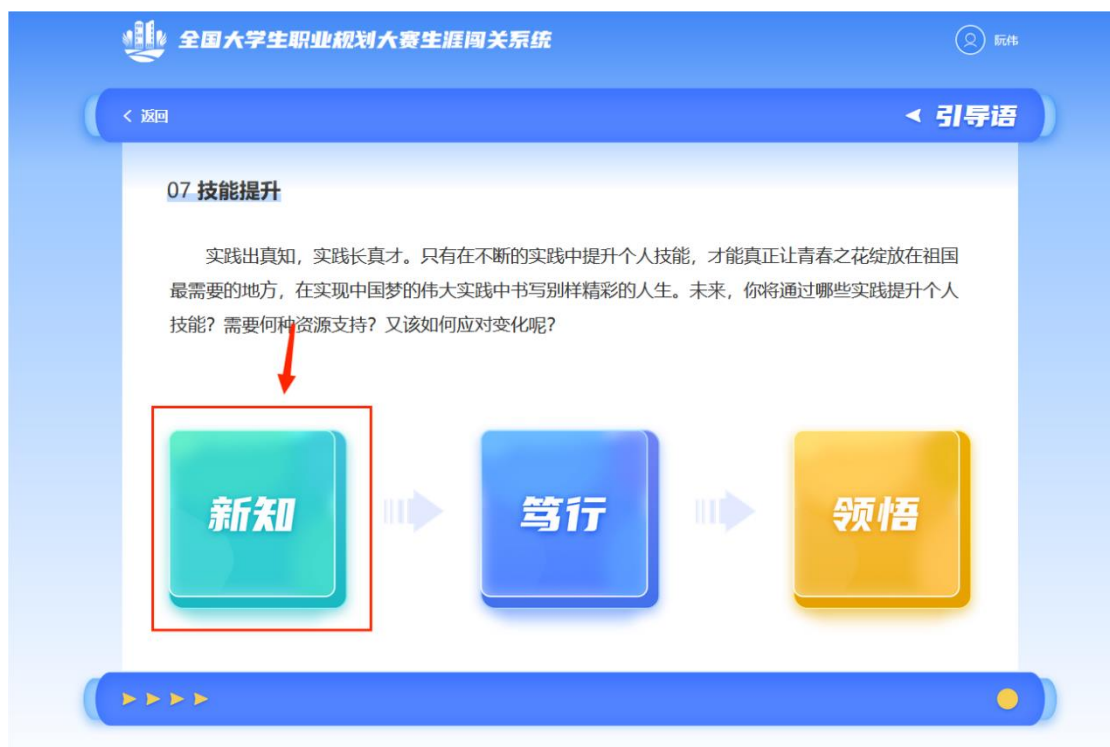 全国大学生职业规划大赛生涯闯关系统
阮伟
< 返回
引导语
07 技能提升
实践出真知，实践长真才。只有在不断的实践中提升个人技能，才能真正让青春之花绽放在祖国
最需要的地方，在实现中国梦的伟大实践中书写别样精彩的人生。未来，你将通过哪些实践提升个人
技能？需要何种资源支持？又该如何应对变化呢？
新知
笃行
领悟